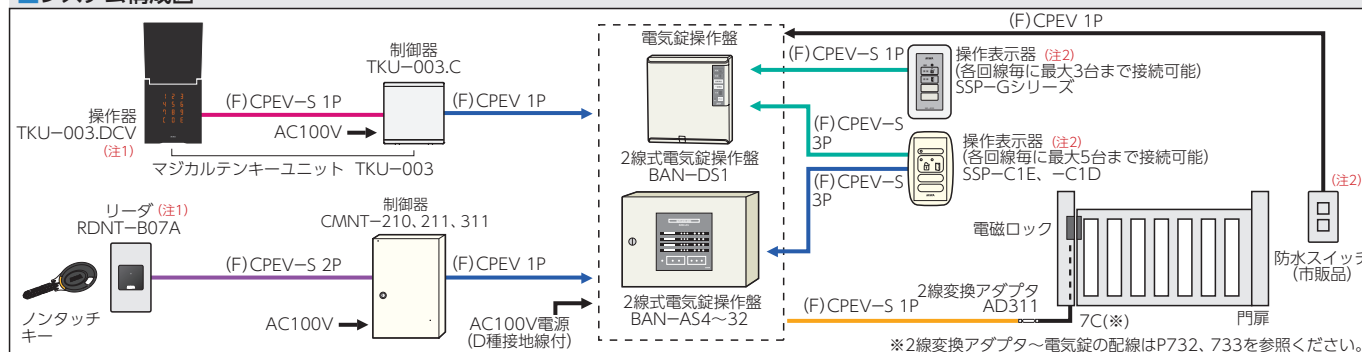 (F)CPEV 1P
電気錠操作盤
制御器
TKU−003.C
(F)CPEV−S 1P
操作表示器 (注2)
(各回線毎に最大3台まで接続可能)
SSP−Gシリーズ
(F)CPEV−S 1P
(F)CPEV 1P
操作器
TKU−003.DCV
(注1)
AC100V
マジカルテンキーユニット TKU−003
(F)CPEV−S
3P
2線式電気錠操作盤
BAN−DS1
操作表示器 (注2)
(各回線毎に最大5台まで接続可能)
SSP−C1E、−C1D
(F)CPEV−S
3P
(注2)
リーダ (注1)
RDNT−B07A
制御器
CMNT−210、211、311
電磁ロック
防水スイッチ
(市販品)
(F)CPEV−S 2P
(F)CPEV 1P
ノンタッチ
キー
AC100V
AC100V電源
(D種接地線付)
2線式電気錠操作盤
BAN−AS4〜32
(F)CPEV−S 1P
2線変換アダプタ
AD311
7C(※)
門扉
※2線変換アダプタ〜電気錠の配線はP732、733を参照ください。